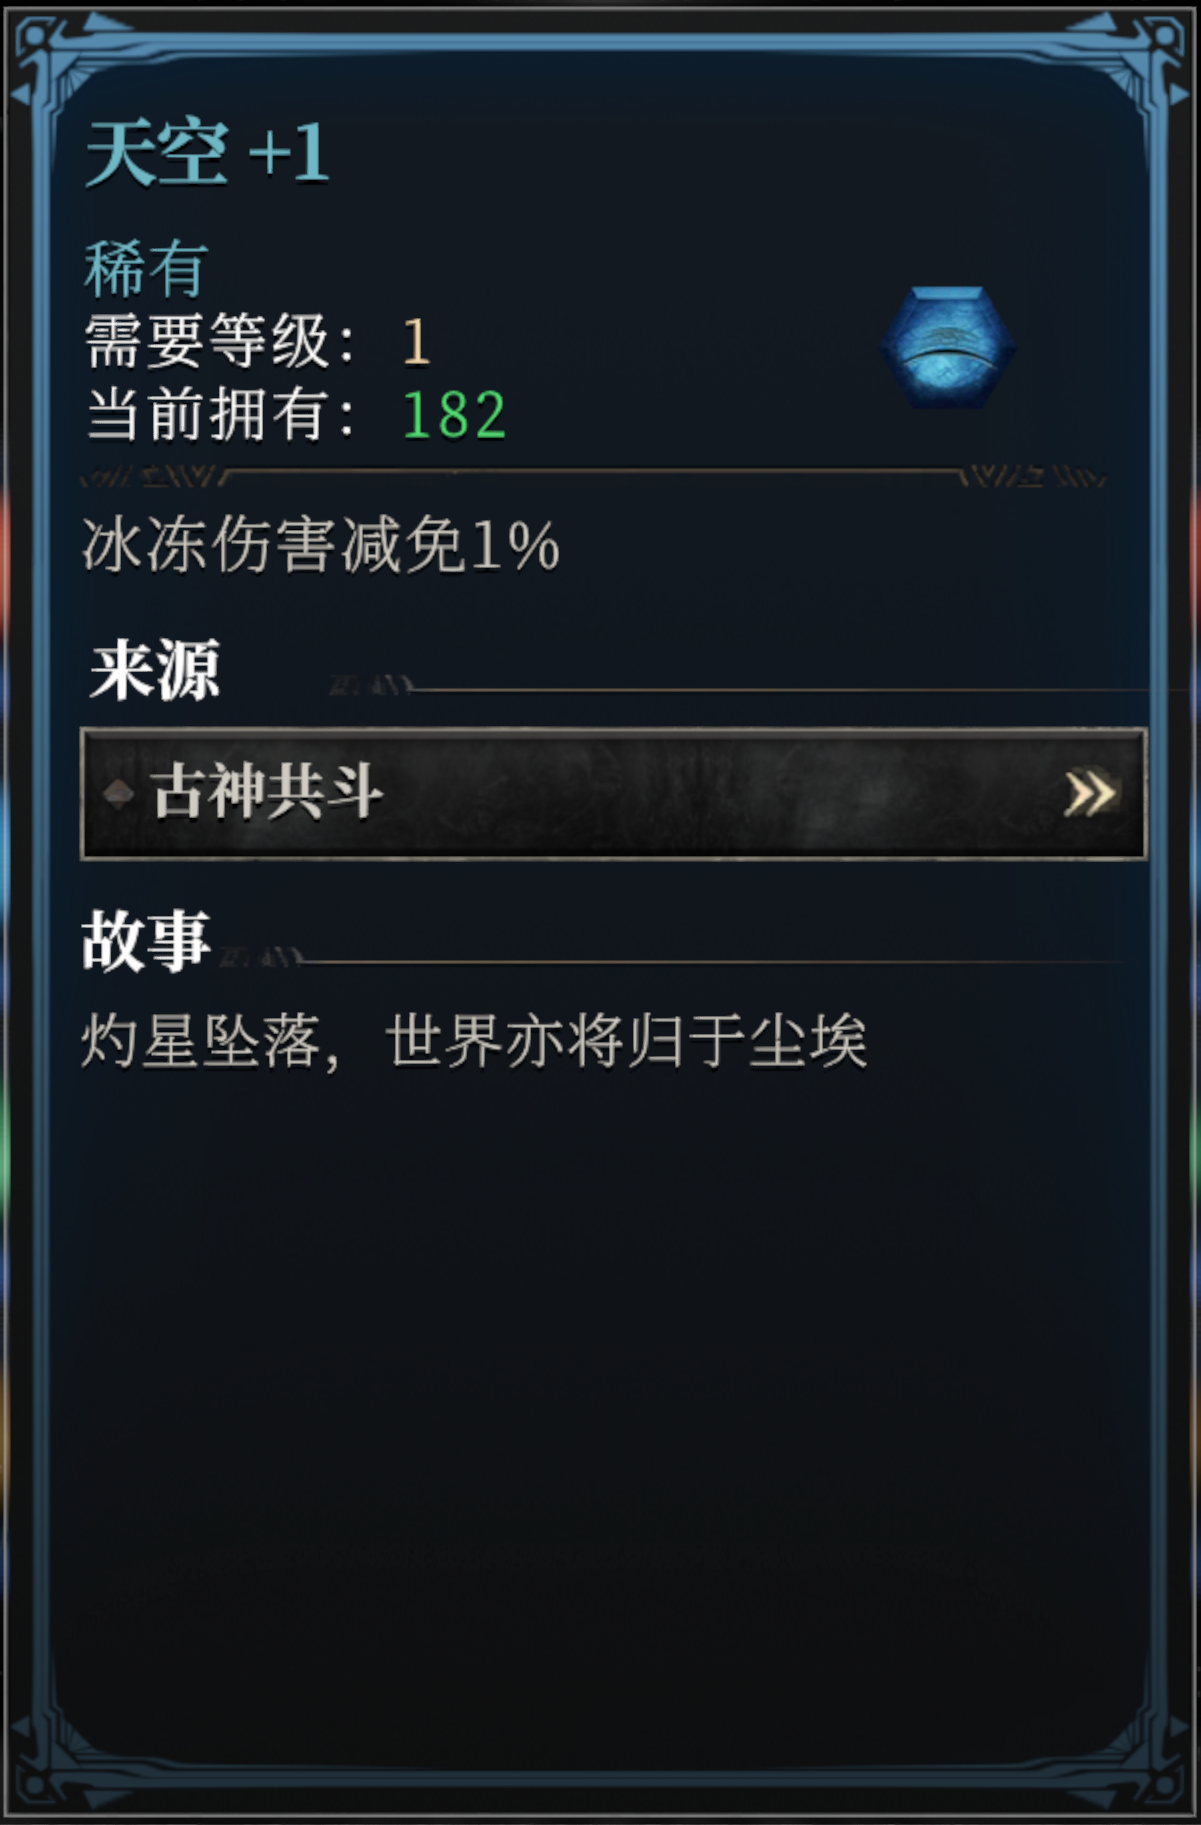 天空 +1
稀有
需要等级： 1
当前拥有： 182
冰冻伤害减免1%
来源
古神共斗
故事
灼星坠落，世界亦将归于尘埃